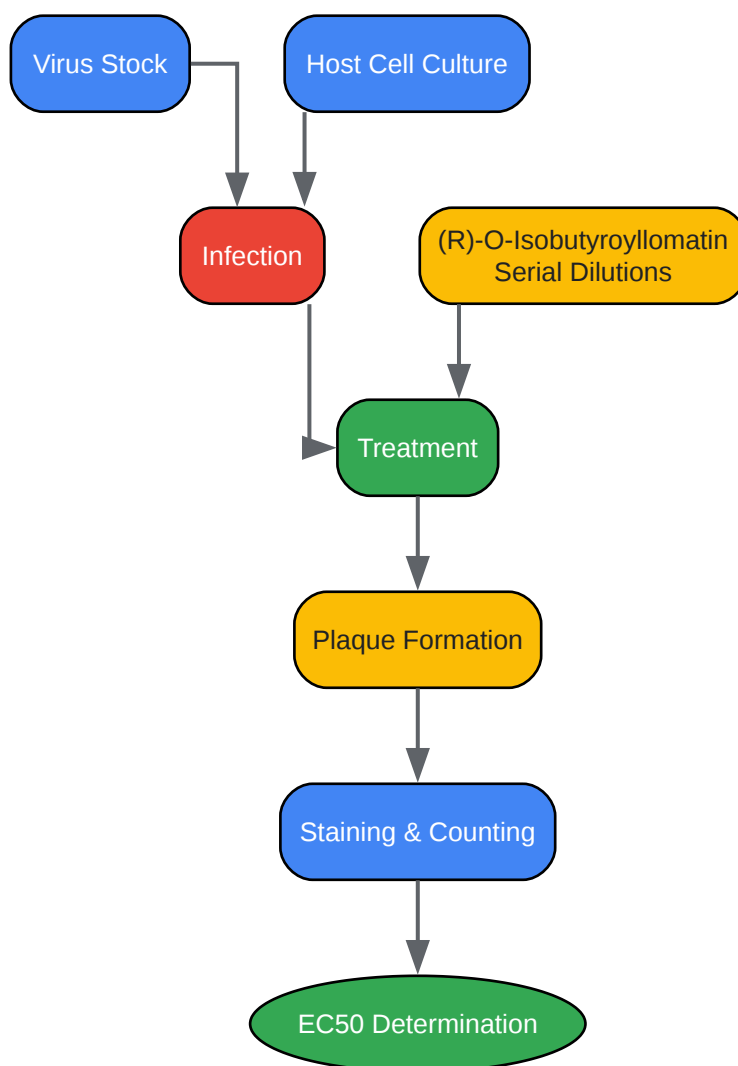 Virus Stock
Host Cell Culture
Infection
(R)-O-Isobutyroyllomatin
Serial Dilutions
Treatment
Plaque Formation
Staining & Counting
EC50 Determination